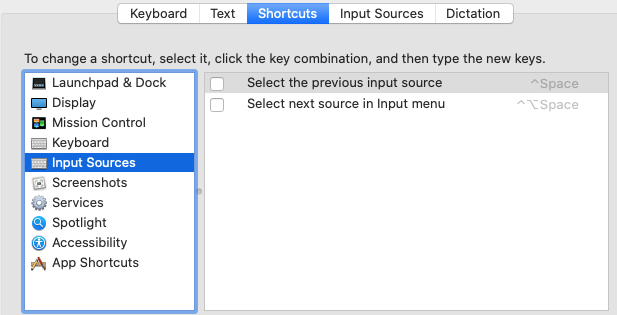 Keyboard Text Shortcuts Input Sources Dictation
To change a shortcut, select it, click the key combination, and then type the new keys.
Launchpad & Dock
Display
Mission Control
Keyboard
Input Sources
Screenshots
Services
Spotlight
Accessibility
App Shortcuts
Select the previous input source ^Space
Select next source in Input menu ^⌥Space